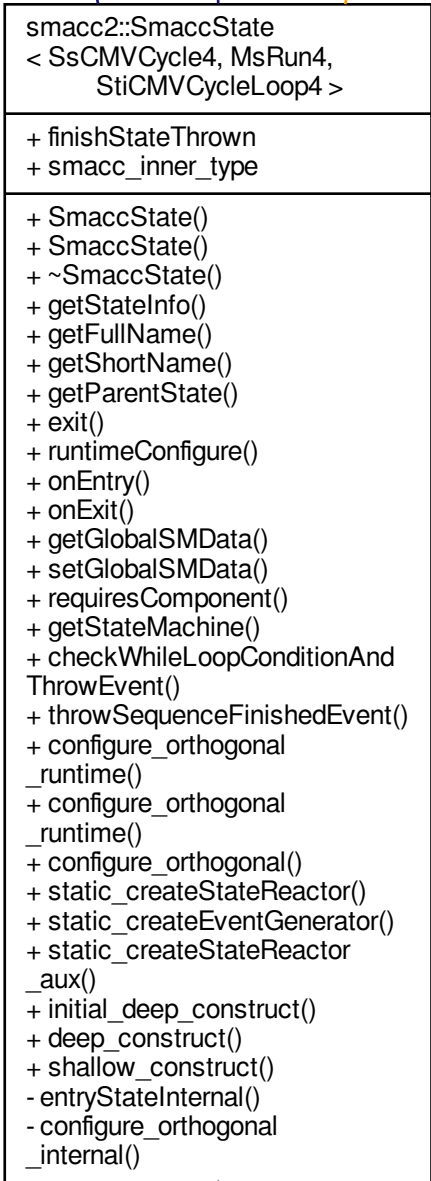 smacc2::SmaccState
< SsCMVCycle4, MsRun4,
StiCMVCycleLoop4 >
+ finishStateThrown
+ smacc_inner_type
+ SmaccState()
+ SmaccState()
+ ~SmaccState()
+ getStateInfo()
+ getFullName()
+ getShortName()
+ getParentState()
+ exit()
+ runtimeConfigure()
+ onEntry()
+ onExit()
+ getGlobalSMData()
+ setGlobalSMData()
+ requiresComponent()
+ getStateMachine()
+ checkWhileLoopConditionAnd
ThrowEvent()
+ throwSequenceFinishedEvent()
+ configure_orthogonal
_runtime()
+ configure_orthogonal
_runtime()
+ configure_orthogonal()
+ static_createStateReactor()
+ static_createEventGenerator()
+ static_createStateReactor
_aux()
+ initial_deep_construct()
+ deep_construct()
+ shallow_construct()
- entryStateInternal()
- configure_orthogonal
_internal()